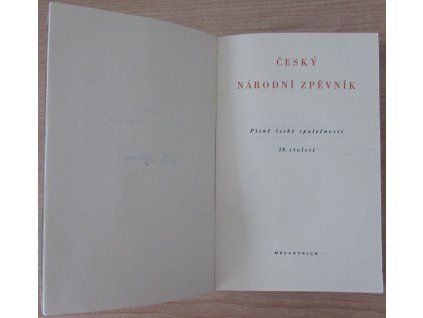 ČESKÝ
NÁRODNÍ ZPĚVNÍK
Písně české společnosti
19. století
MELANTRICH